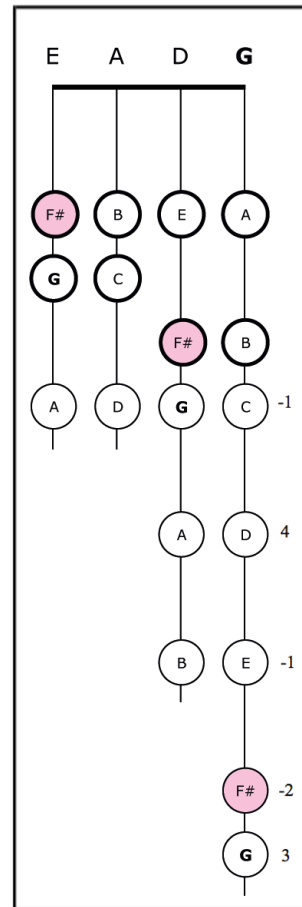 E A D G
F# B E A
G C
F# B
A D G C -1
A D 4
B E -1
F# -2
G 3